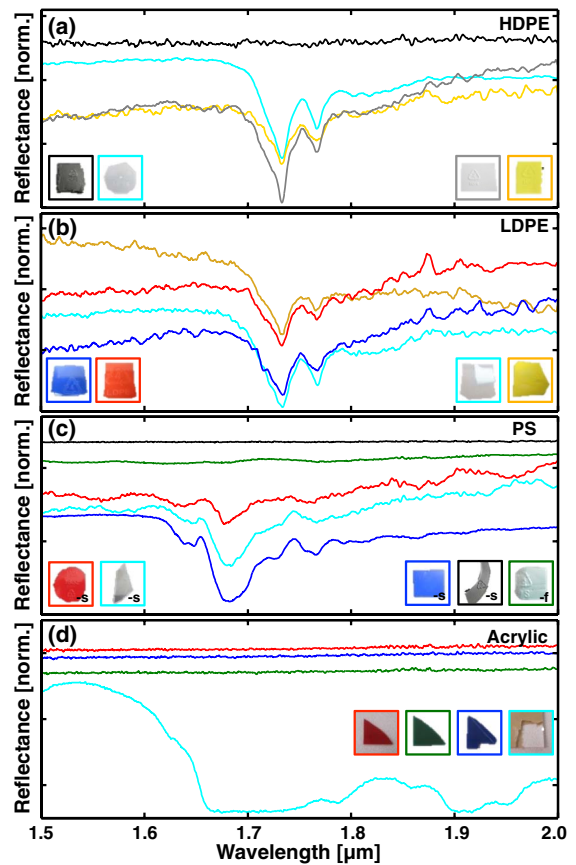 (a)
HDPE
Reflectance [norm.]
(b)
LDPE
Reflectance [norm.]
(c)
PS
Reflectance [norm.]
-s
-s
-s
-s
-f
(d)
Acrylic
Reflectance [norm.]
1.5
1.6
1.7
1.8
1.9
2.0
Wavelength [µm]